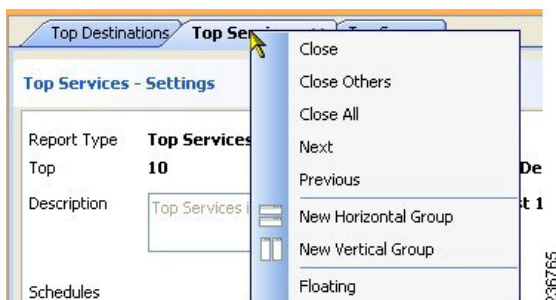 Top Destinations Top Ser
Close
Close Others
Close All
Next
Previous
New Horizontal Group
New Vertical Group
Floating
Top Services - Settings
Report Type Top Services
Top 10
Description Top Services i
Schedules
De
t 1
236765